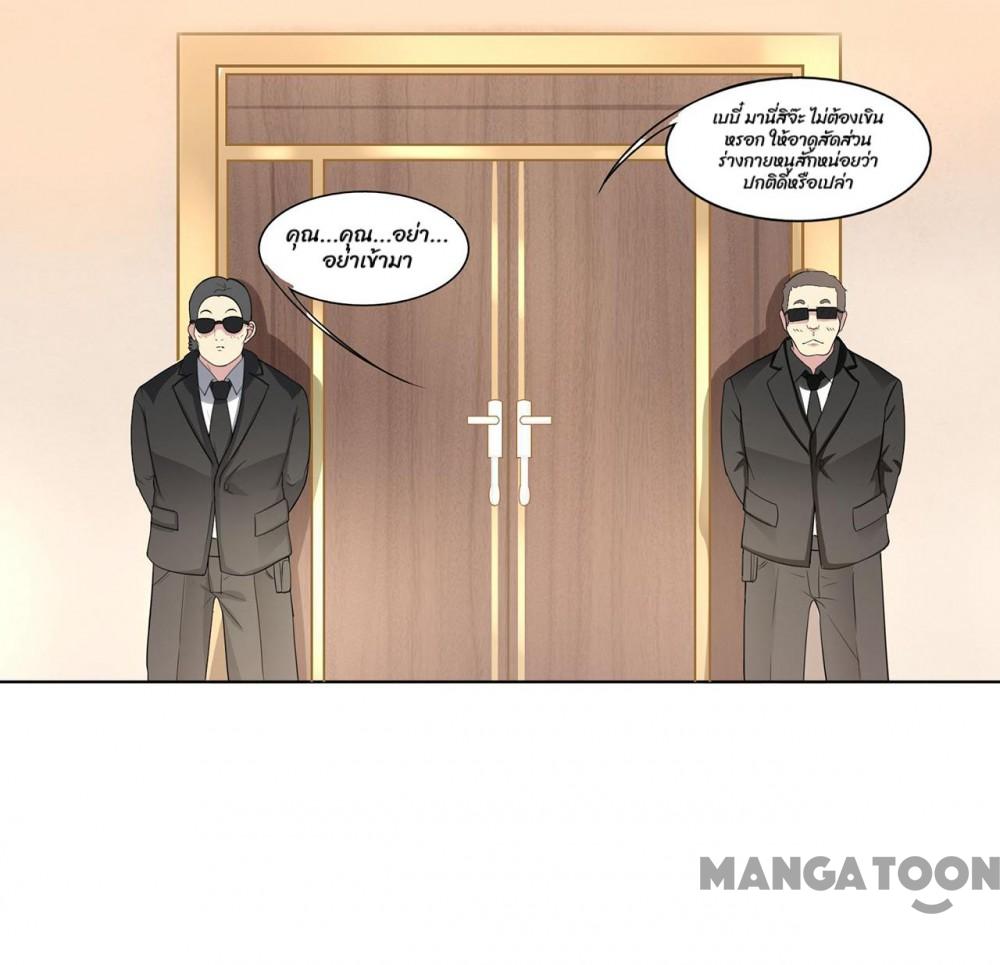 เบบี๋ มานี่สิจ๊ะ ไม่ต้องเขิน
หรอก ให้อาดูสัดส่วน
ร่างกายหนูสักหน่อยว่า
ปกติดีหรือเปล่า
คุณ...คุณ...อย่า...
อย่าเข้ามา
MANGATOON